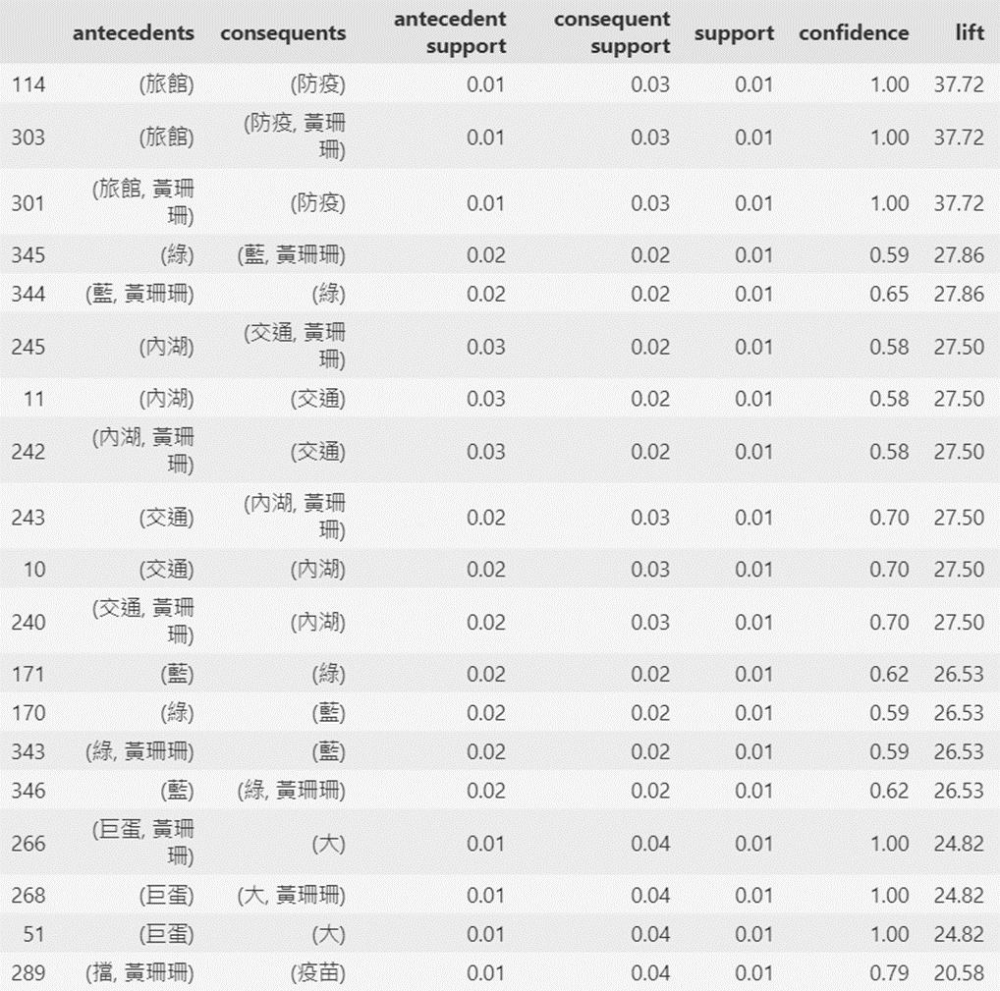 antecedents consequents antecedent support consequent support support confidence lift
114 (旅館) (防疫) 0.01 0.03 0.01 1.00 37.72
303 (旅館) (防疫, 黃珊珊) 0.01 0.03 0.01 1.00 37.72
301 (旅館, 黃珊珊) (防疫) 0.01 0.03 0.01 1.00 37.72
345 (綠) (藍, 黃珊珊) 0.02 0.02 0.01 0.59 27.86
344 (藍, 黃珊珊) (綠) 0.02 0.02 0.01 0.65 27.86
245 (內湖) (交通, 黃珊珊) 0.03 0.02 0.01 0.58 27.50
11 (內湖) (交通) 0.03 0.02 0.01 0.58 27.50
242 (內湖, 黃珊珊) (交通) 0.03 0.02 0.01 0.58 27.50
243 (交通) (內湖, 黃珊珊) 0.02 0.03 0.01 0.70 27.50
10 (交通) (內湖) 0.02 0.03 0.01 0.70 27.50
240 (交通, 黃珊珊) (內湖) 0.02 0.03 0.01 0.70 27.50
171 (藍) (綠) 0.02 0.02 0.01 0.62 26.53
170 (綠) (藍) 0.02 0.02 0.01 0.59 26.53
343 (綠, 黃珊珊) (藍) 0.02 0.02 0.01 0.59 26.53
346 (藍) (綠, 黃珊珊) 0.02 0.02 0.01 0.62 26.53
266 (巨蛋, 黃珊珊) (大) 0.01 0.04 0.01 1.00 24.82
268 (巨蛋) (大, 黃珊珊) 0.01 0.04 0.01 1.00 24.82
51 (巨蛋) (大) 0.01 0.04 0.01 1.00 24.82
289 (擋, 黃珊珊) (疫苗) 0.01 0.04 0.01 0.79 20.58